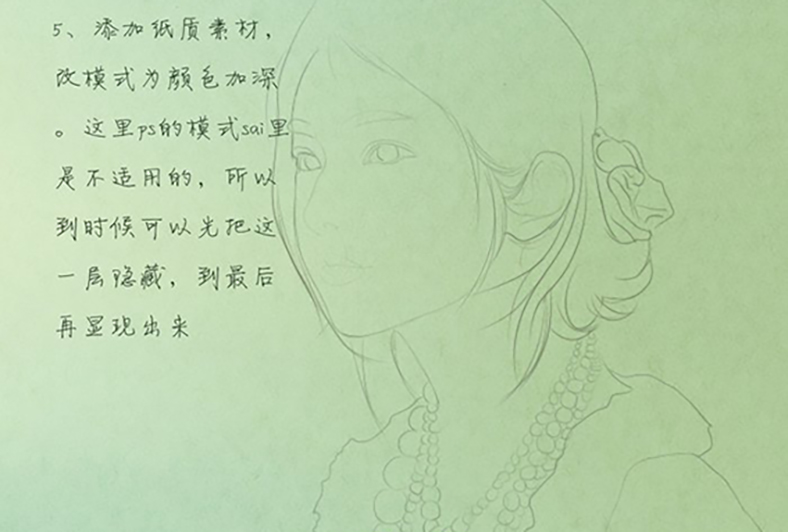 5、添加纸质素材，
改模式为颜色加深
。这里ps的模式sai里
是不适用的，所以
到时候可以先把这
一层隐藏，到最后
再显现出来